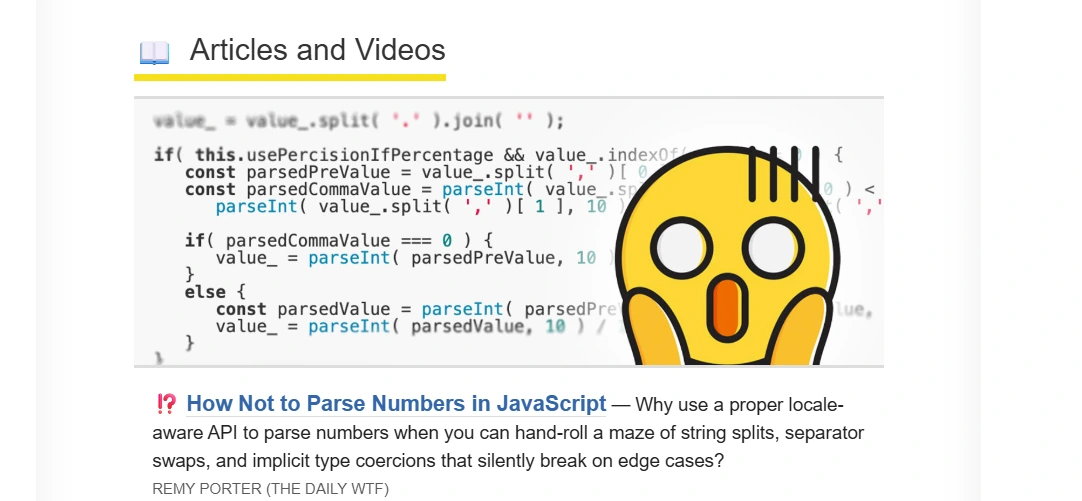 Articles and Videos
value_ = value_.split( '.' ).join( '' );
if( this.usePercisionIfPercentage && value_.indexOf( 0 ) {
const parsedPreValue = value_.split( ',' )[ 0
const parsedCommaValue = parseInt( value_.sp 0 ) <
parseInt( value_.split( ',' )[ 1 ], 10 ) ( ','
if( parsedCommaValue === 0 ) {
value_ = parseInt( parsedPreValue, 10 )
}
else {
const parsedValue = parseInt( parsedPre lue,
value_ = parseInt( parsedValue, 10 ) /
}
}
⁉ How Not to Parse Numbers in JavaScript — Why use a proper locale-
aware API to parse numbers when you can hand-roll a maze of string splits, separator
swaps, and implicit type coercions that silently break on edge cases?
REMY PORTER (THE DAILY WTF)